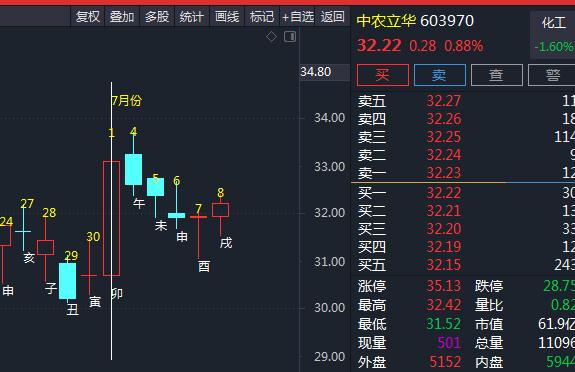 复权 叠加 多股 统计 画线 标记 +自选 返回
中农立华 603970
化工
-1.60%
32.22 0.28 0.88%
买 卖 查 警
34.80
34.00
33.00
32.00
31.00
30.00
29.00
7月份
1 4
5 6
7 8
24 27 28 29 30
申 亥 子 丑 寅 卯 午 未 申 酉 戌
卖五 32.27 11
卖四 32.26 18
卖三 32.25 114
卖二 32.24 9
卖一 32.23 12
买一 32.22 30
买二 32.21 13
买三 32.20 33
买四 32.19 12
买五 32.15 243
涨停 35.13 跌停 28.75
最高 32.42 量比 0.82
最低 31.52 市值 61.9亿
现量 501 总量 11096
外盘 5152 内盘 5944